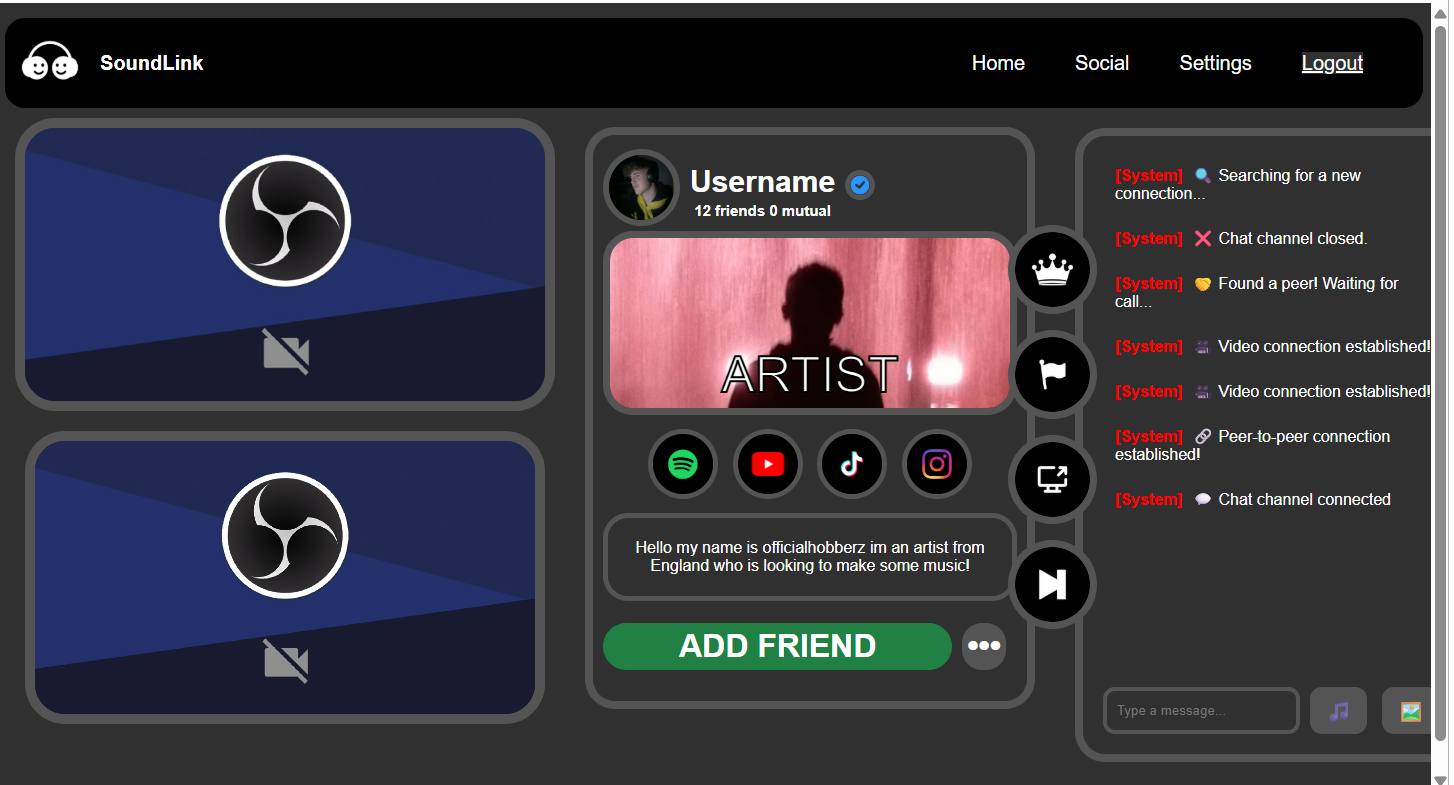 SoundLink
Home
Social
Settings
Logout
Username
12 friends 0 mutual
ARTIST
Hello my name is officialhobberz im an artist from
England who is looking to make some music!
ADD FRIEND
[System] 🔍 Searching for a new
connection...
[System] ❌ Chat channel closed.
[System] 🤝 Found a peer! Waiting for
call...
[System] 🎥 Video connection established!
[System] 🎥 Video connection established!
[System] 🔗 Peer-to-peer connection
established!
[System] 💬 Chat channel connected
Type a message...